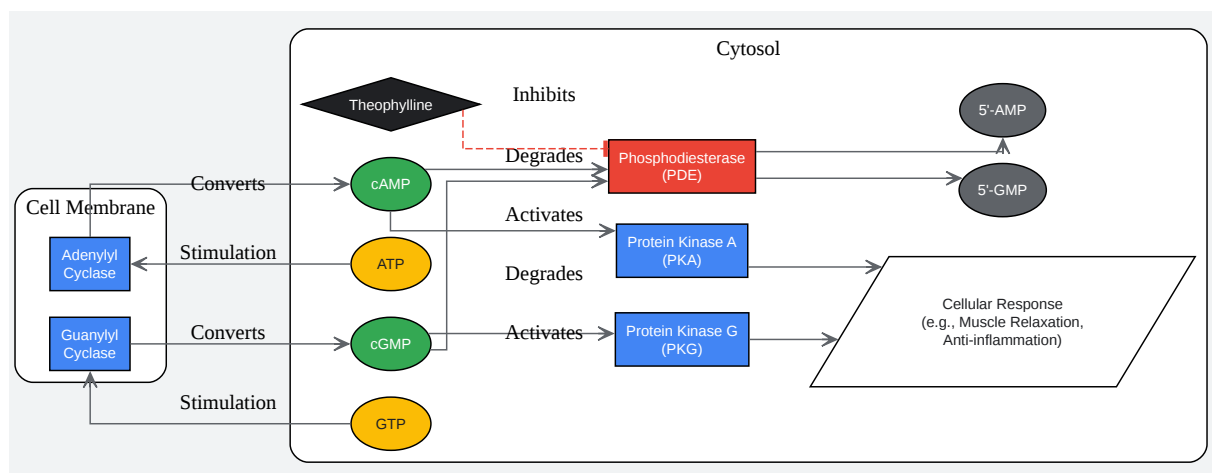 Cytosol
Theophylline
Inhibits
5'-AMP
Degrades
Phosphodiesterase
(PDE)
Converts
cAMP
5'-GMP
Cell Membrane
Activates
Protein Kinase A
(PKA)
Adenylyl
Cyclase
Stimulation
ATP
Degrades
Cellular Response
(e.g., Muscle Relaxation,
Anti-inflammation)
Guanylyl
Cyclase
Converts
cGMP
Activates
Protein Kinase G
(PKG)
Stimulation
GTP